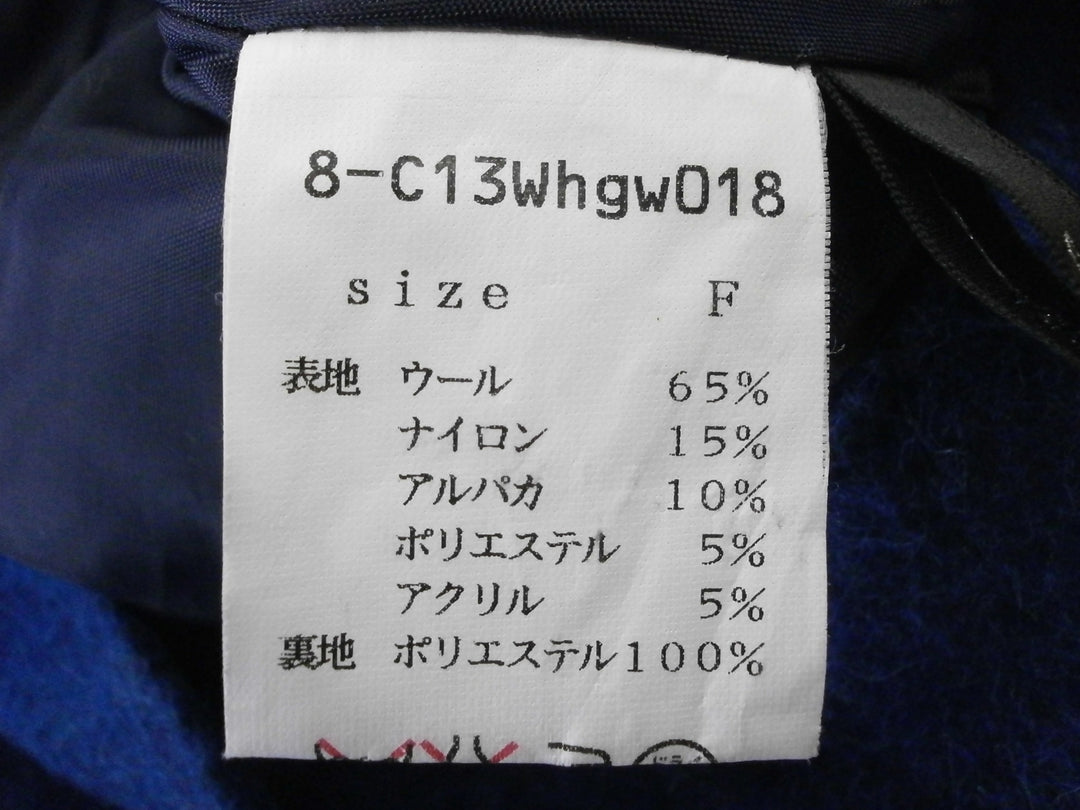 8-C13Whgw018
size F
表地 ウール 65%
ナイロン 15%
アルパカ 10%
ポリエステル 5%
アクリル 5%
裏地 ポリエステル100%